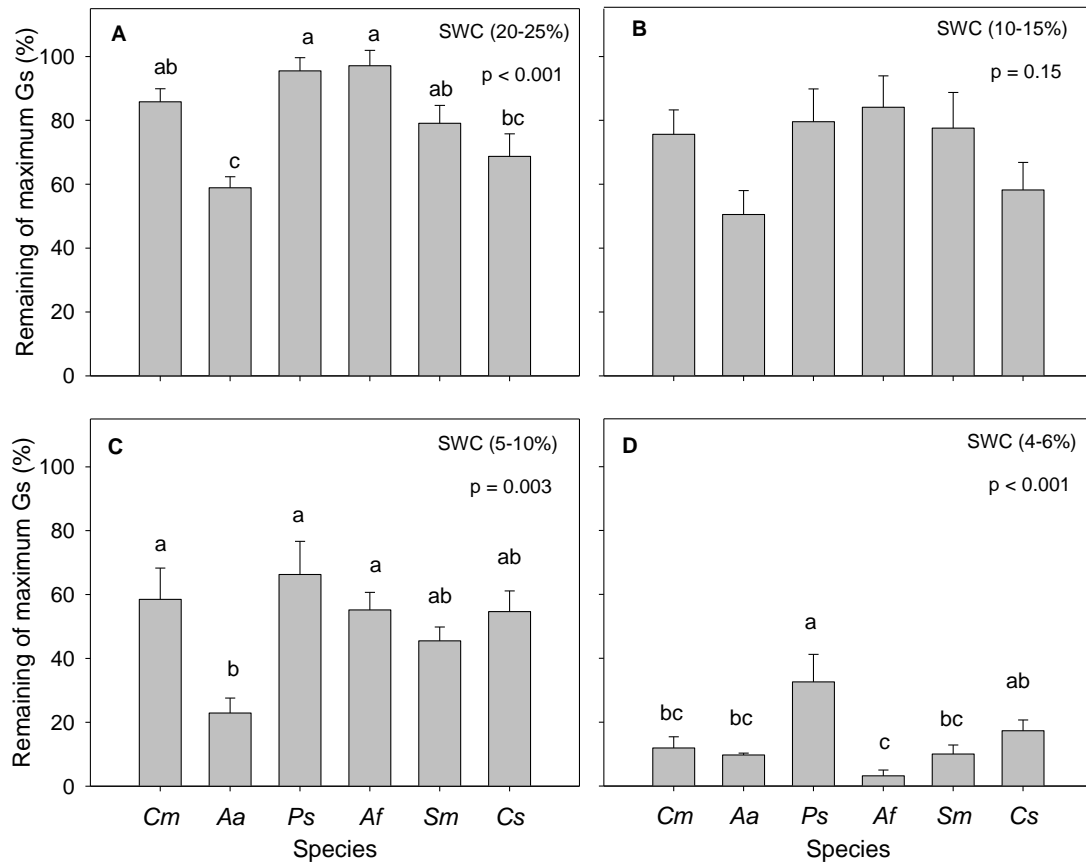 A
SWC (20-25%)
p < 0.001
Remaining of maximum Gs (%)
100
80
60
40
20
0
ab
c
a
a
ab
bc
B
SWC (10-15%)
p = 0.15
C
SWC (5-10%)
p = 0.003
Remaining of maximum Gs (%)
100
80
60
40
20
0
a
b
a
a
ab
ab
Cm Aa Ps Af Sm Cs
Species
D
SWC (4-6%)
p < 0.001
bc
bc
a
c
bc
ab
Cm Aa Ps Af Sm Cs
Species